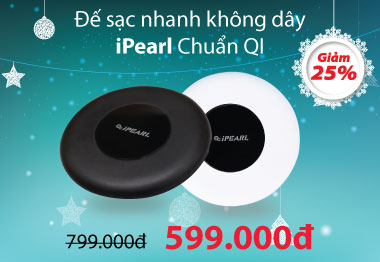 Đế sạc nhanh không dây
iPearl Chuẩn QI
Giảm
25%
iPEARL
iPEARL
799.000đ 599.000đ